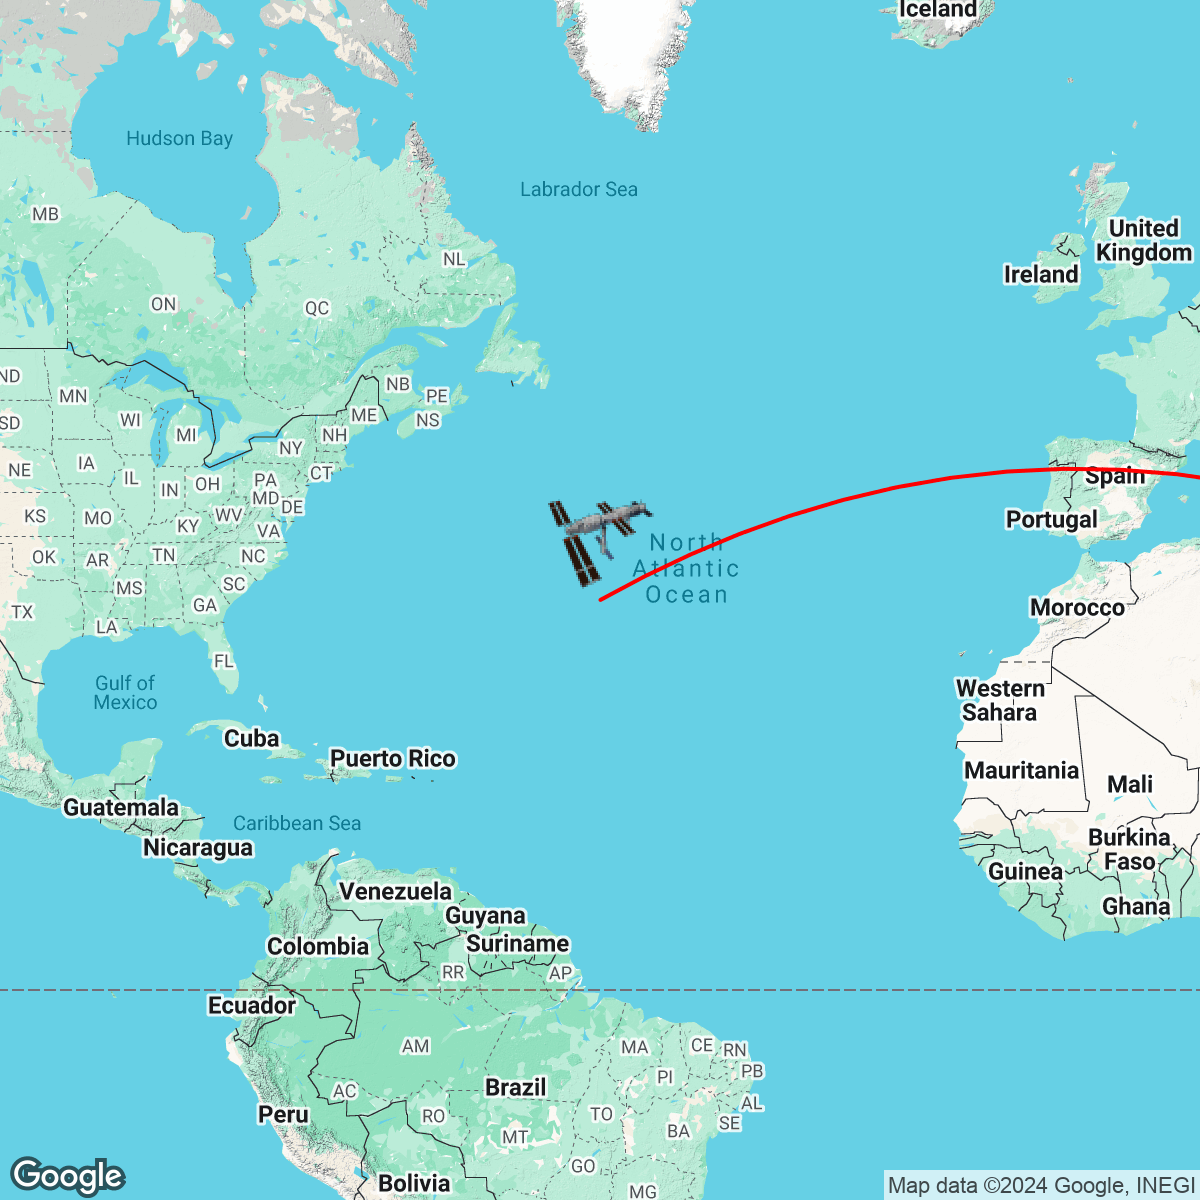 Iceland
Hudson Bay
Labrador Sea
MB
United
Kingdom
NL
Ireland
ON
QC
ND
NB
MN
PE
ME
WI
NS
SD
MI
NH
NY
IA
NE
CT
IL
PA
Spain
OH
IN
MD
DE
KS
MO
WV
Portugal
KY
VA
North
Atlantic
Ocean
OK
AR
TN
NC
MS
SC
GA
Morocco
TX
LA
FL
Gulf of
Mexico
Western
Sahara
Cuba
Puerto Rico
Mauritania
Mali
Guatemala
Caribbean Sea
Nicaragua
Burkina
Faso
Guinea
Venezuela
Ghana
Guyana
Suriname
Colombia
RR
AP
Ecuador
AM
MA
CE
RN
PI
PB
Brazil
AC
AL
Peru
RO
TO
SE
MT
BA
GO
Bolivia
MG
Google
Map data ©2024 Google, INEGI